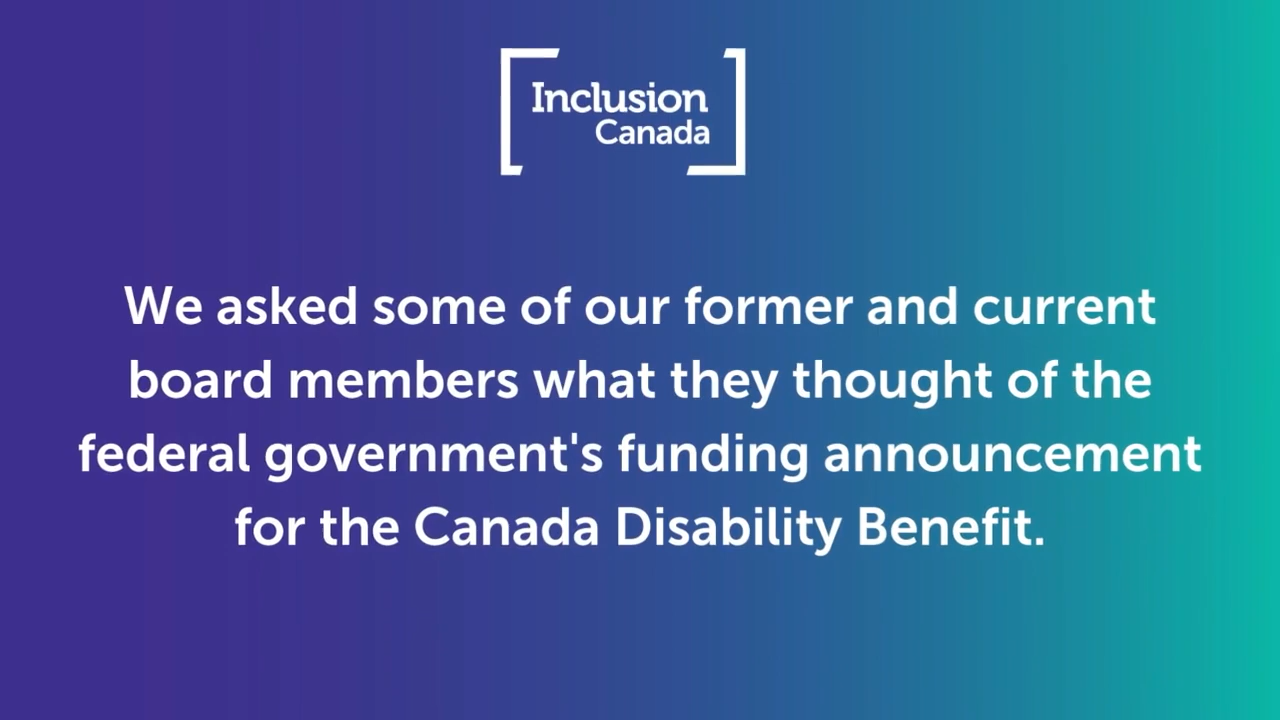 Inclusion
Canada
We asked some of our former and current
board members what they thought of the
federal government's funding announcement
for the Canada Disability Benefit.